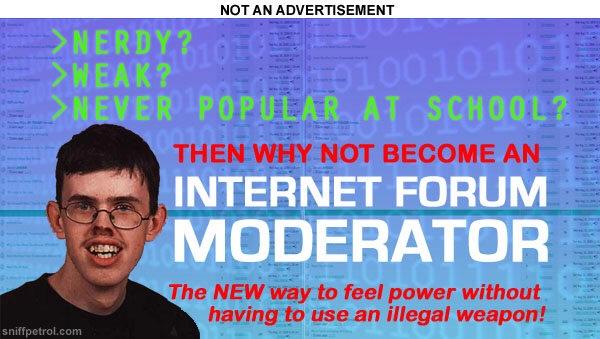 NOT AN ADVERTISEMENT
>NERDY?
>WEAK?
>NEVER POPULAR AT SCHOOL?
THEN WHY NOT BECOME AN
INTERNET FORUM
MODERATOR
The NEW way to feel power without
having to use an illegal weapon!
sniffpetrol.com